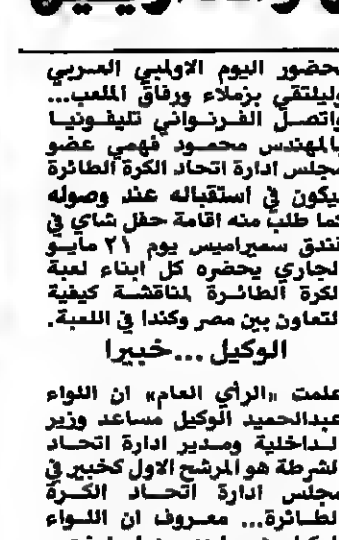 لحضور اليوم الاولمبي العربي
وليلتقي بزملاء ورفاق الملعب...
واتصل الفرنواني تليفونيا
بالمهندس محمود فهمي عضو
مجلس ادارة اتحاد الكرة الطائرة
ليكون في استقباله عند وصوله
كما طلب منه اقامة حفل شاي في
فندق سميراميس يوم ٢١ مايو
الجاري يحضره كل ابناء لعبة
الكرة الطائرة لمناقشة كيفية
التعاون بين مصر وكندا في اللعبة.
الوكيل ... خبيرا
علمت «الرأي العام» ان اللواء
عبدالحميد الوكيل مساعد وزير
الداخلية ومدير ادارة اتحاد
الشرطة هو المرشح الاول كخبير في
مجلس ادارة اتحاد الكرة
الطائرة... معروف ان اللواء